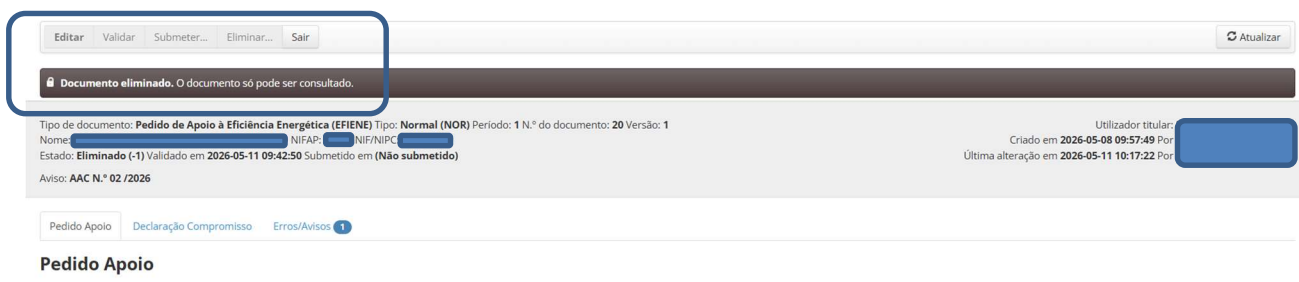 Editar Validar Submeter... Eliminar... Sair Atualizar
Documento eliminado. O documento só pode ser consultado.
Tipo de documento: Pedido de Apoio à Eficiência Energética (EFIENE) Tipo: Normal (NOR) Período: 1 N.º do documento: 20 Versão: 1 Utilizador titular:
Nome: NIFAP: NIF/NIPC Criado em 2026-05-08 09:57:49 Por
Estado: Eliminado (-1) Validado em 2026-05-11 09:42:50 Submetido em (Não submetido) Última alteração em 2026-05-11 10:17:22 Por
Aviso: AAC N.º 02 /2026
Pedido Apoio Declaração Compromisso Erros/Avisos 1
Pedido Apoio